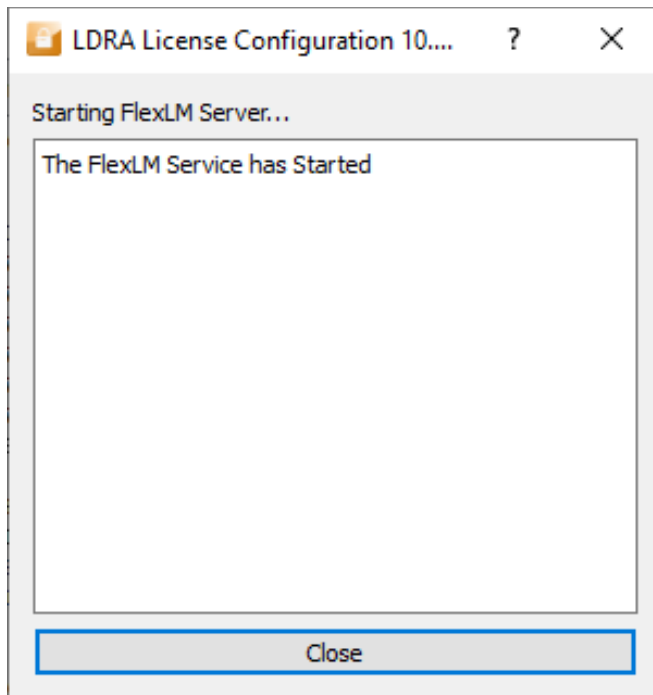 LDRA License Configuration 10....
?
Starting FlexLM Server...
The FlexLM Service has Started
Close